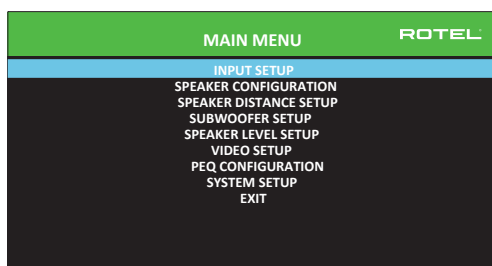 MAIN MENU
ROTEL
INPUT SETUP
SPEAKER CONFIGURATION
SPEAKER DISTANCE SETUP
SUBWOOFER SETUP
SPEAKER LEVEL SETUP
VIDEO SETUP
PEQ CONFIGURATION
SYSTEM SETUP
EXIT